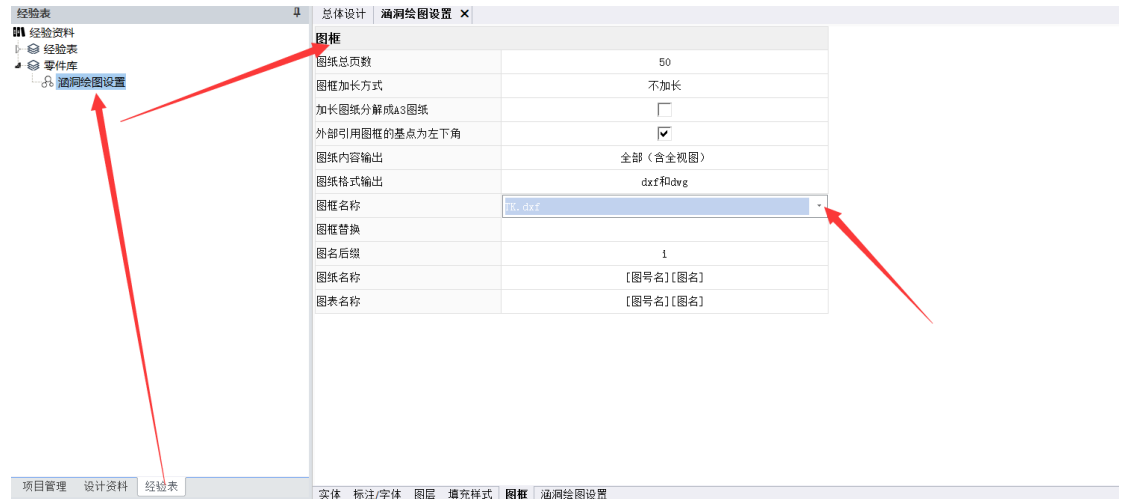 经验表
总体设计 涵洞绘图设置 ×
经验资料
经验表
零件库
涵洞绘图设置
图框
图纸总页数 50
图框加长方式 不加长
加长图纸分解成A3图纸
外部引用图框的基点为左下角
图纸内容输出 全部（含全视图）
图纸格式输出 dxf和dwg
图框名称 TK.dxf
图框替换
图名后缀 1
图纸名称 [图号名][图名]
图表名称 [图号名][图名]
项目管理 设计资料 经验表
实体 标注/字体 图层 填充样式 图框 涵洞绘图设置